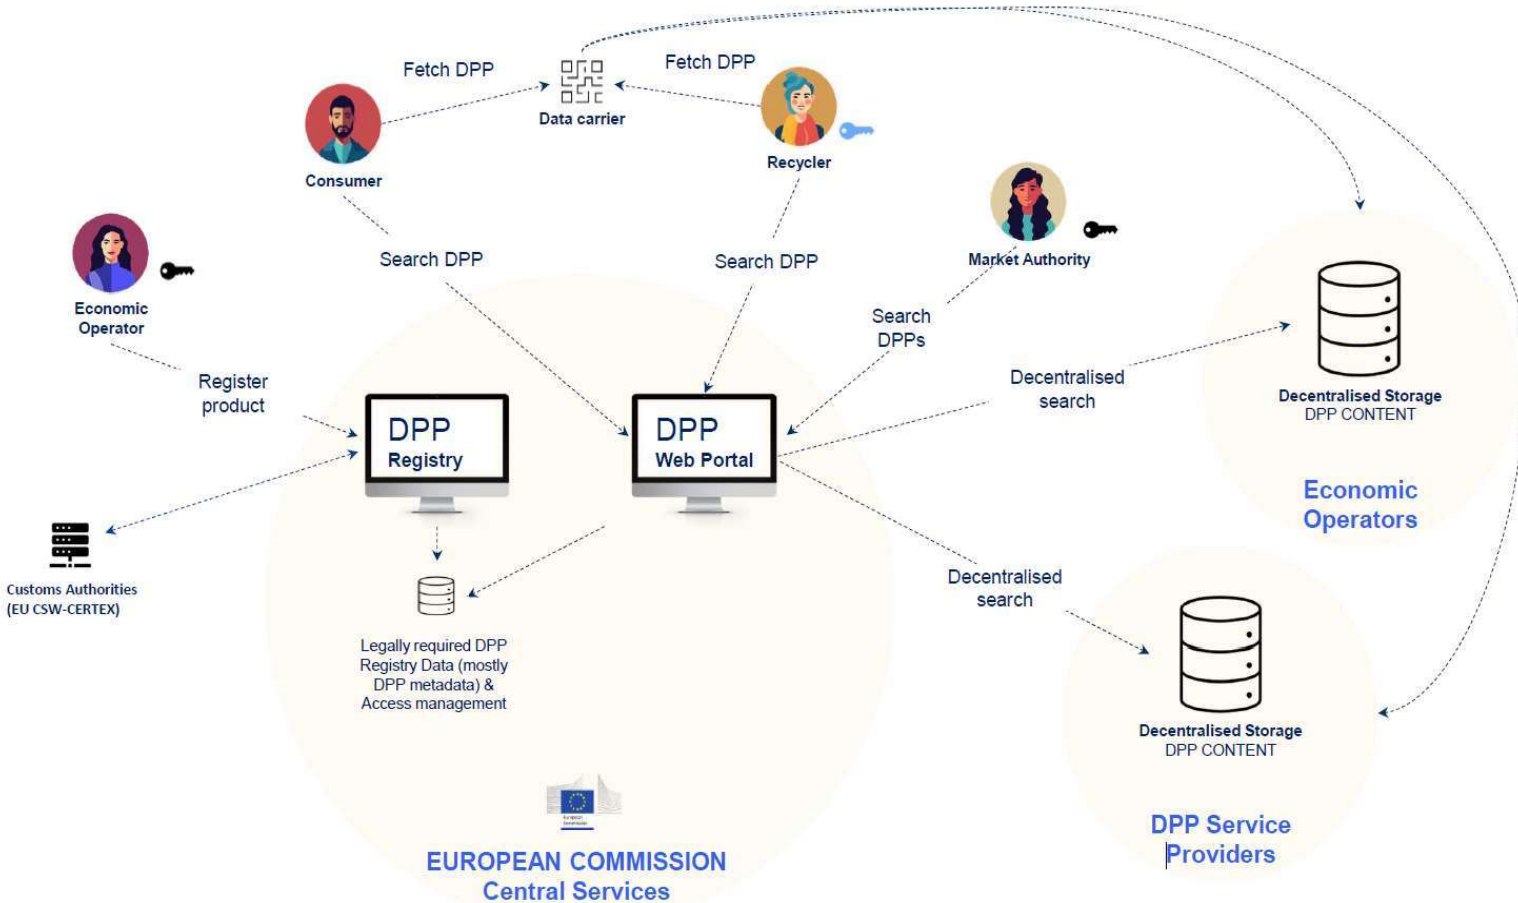 Fetch DPP
Fetch DPP
Data carrier
Consumer
Recycler
Economic
Operator
Search DPP
Search DPP
Market Authority
Register
product
Search
DPPs
DPP
Registry
DPP
Web Portal
Decentralised
search
Decentralised Storage
DPP CONTENT
Economic
Operators
Customs Authorities
(EU CSW-CERTEX)
Legally required DPP
Registry Data (mostly
DPP metadata) &
Access management
Decentralised
search
Decentralised Storage
DPP CONTENT
DPP Service
Providers
European
Commission
EUROPEAN COMMISSION
Central Services